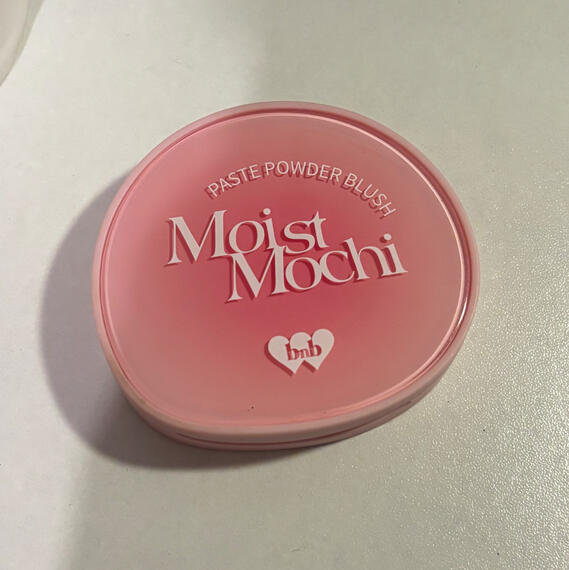 PASTE POWDER BLUSH
Moist
Mochi
bnb